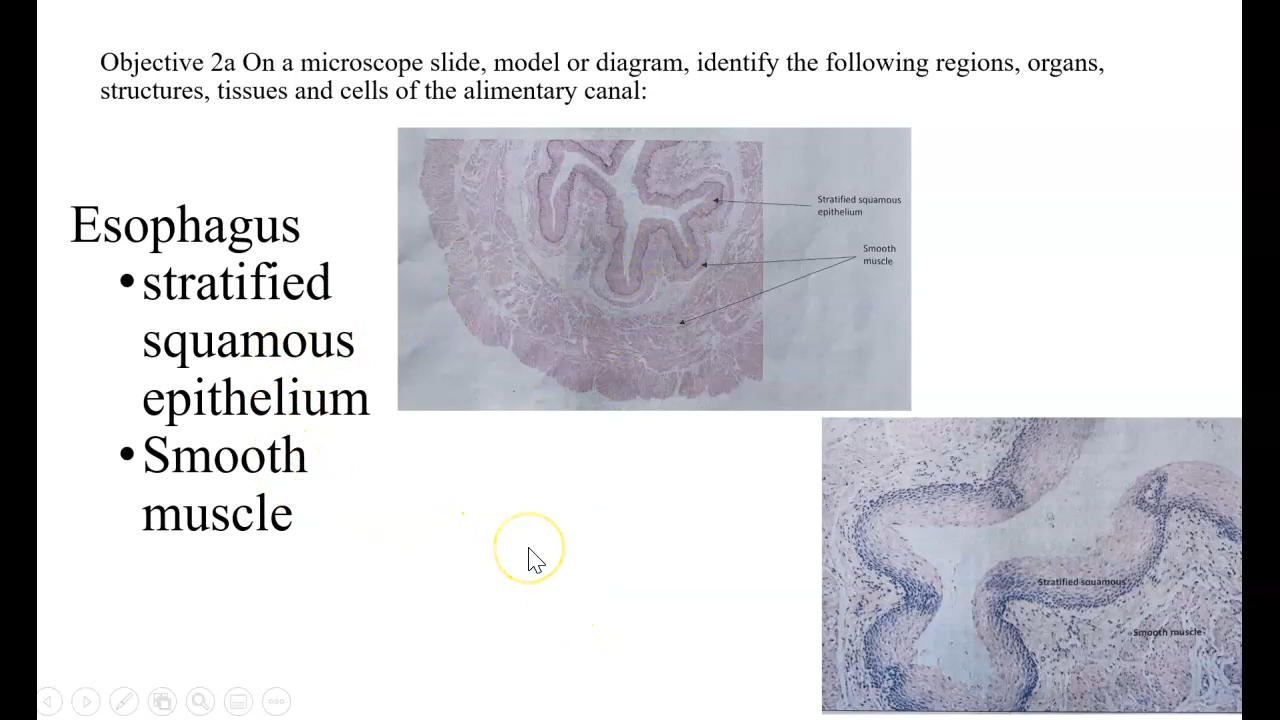 Objective 2a On a microscope slide, model or diagram, identify the following regions, organs,
structures, tissues and cells of the alimentary canal:
Esophagus
•stratified
squamous
epithelium
•Smooth
muscle
Stratified squamous
epithelium
Smooth
muscle
Stratified squamous
Smooth muscle